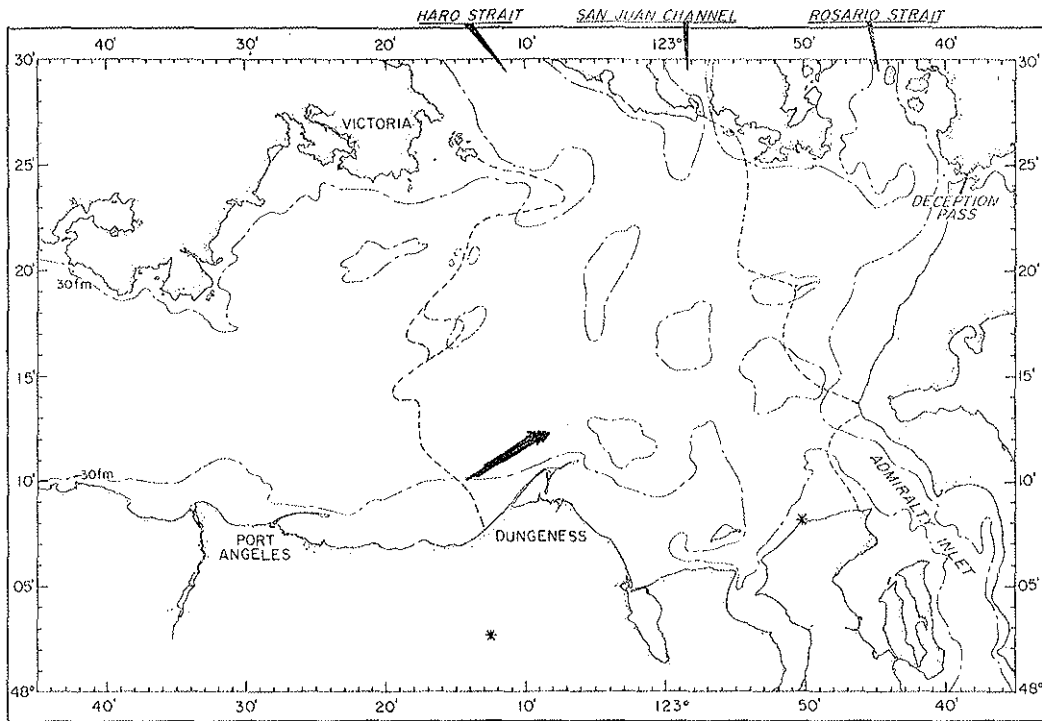 HARO STRAIT SAN JUAN CHANNEL ROSARIO STRAIT
40' 20' 10' 123° 50' 40'
30' 30'
VICTORIA
25' 25'
DECEPTION
PASS
20' 20'
30fm
15' 15'
10' 30fm 10'
ADMIRALTY
INLET
PORT
ANGELES
DUNGENESS
05' 05'
48° 48°
40' 30' 20' 10' 123° 50' 40'